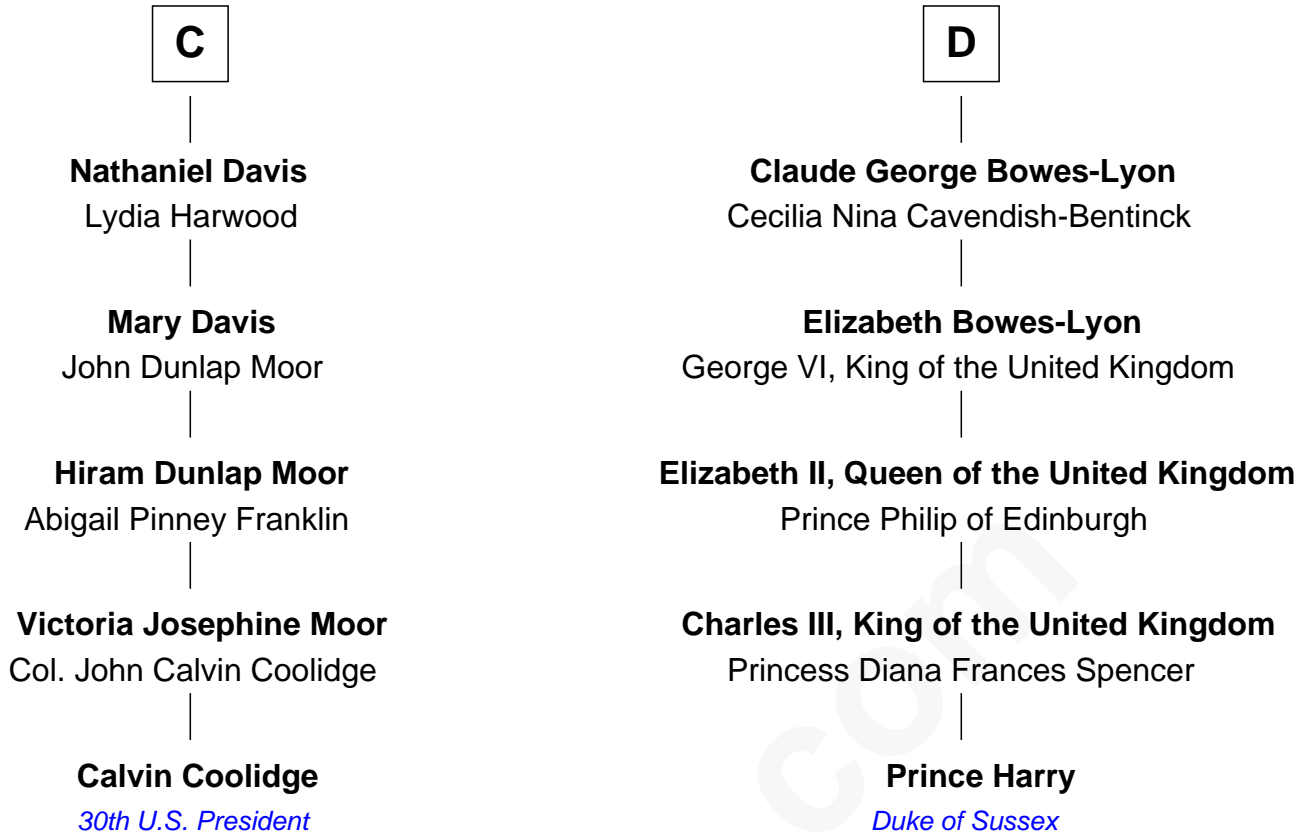 C
Nathaniel Davis
Lydia Harwood
Mary Davis
John Dunlap Moor
Hiram Dunlap Moor
Abigail Pinney Franklin
Victoria Josephine Moor
Col. John Calvin Coolidge
Calvin Coolidge
30th U.S. President
D
Claude George Bowes-Lyon
Cecilia Nina Cavendish-Bentinck
Elizabeth Bowes-Lyon
George VI, King of the United Kingdom
Elizabeth II, Queen of the United Kingdom
Prince Philip of Edinburgh
Charles III, King of the United Kingdom
Princess Diana Frances Spencer
Prince Harry
Duke of Sussex
com